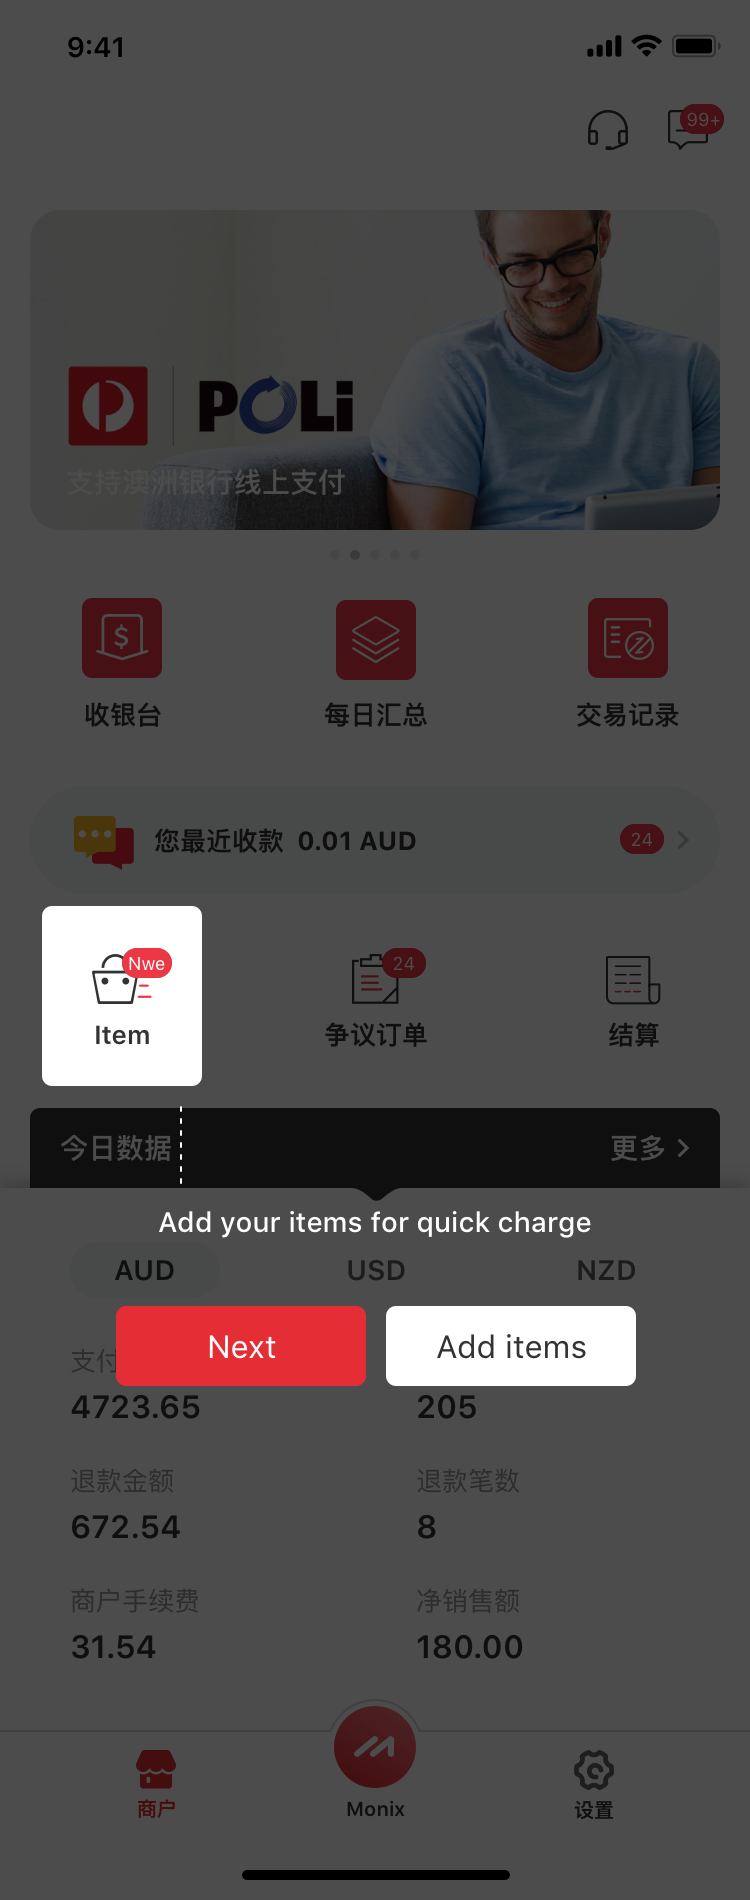 9:41
99+
POLi
支持澳洲银行线上支付
收银台
每日汇总
交易记录
您最近收款 0.01 AUD
24
Nwe
24
Item
争议订单
结算
今日数据
更多
Add your items for quick charge
AUD
USD
NZD
Next
Add items
支付
4723.65
205
退款金额
退款笔数
672.54
8
商户手续费
净销售额
31.54
180.00
商户
Monix
设置